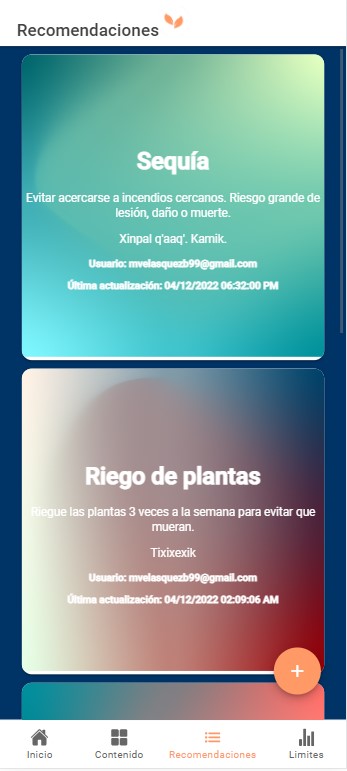 Recomendaciones
Sequía
Evitar acercarse a incendios cercanos. Riesgo grande de
lesión, daño o muerte.
Xinpal q'aaq'. Kamik.
Usuario: mvelasquezb99@gmail.com
Última actualización: 04/12/2022 06:32:00 PM
Riego de plantas
Riegue las plantas 3 veces a la semana para evitar que
mueran.
Tixixexik
Usuario: mvelasquezb99@gmail.com
Última actualización: 04/12/2022 02:09:06 AM
+
Inicio
Contenido
Recomendaciones
Limites